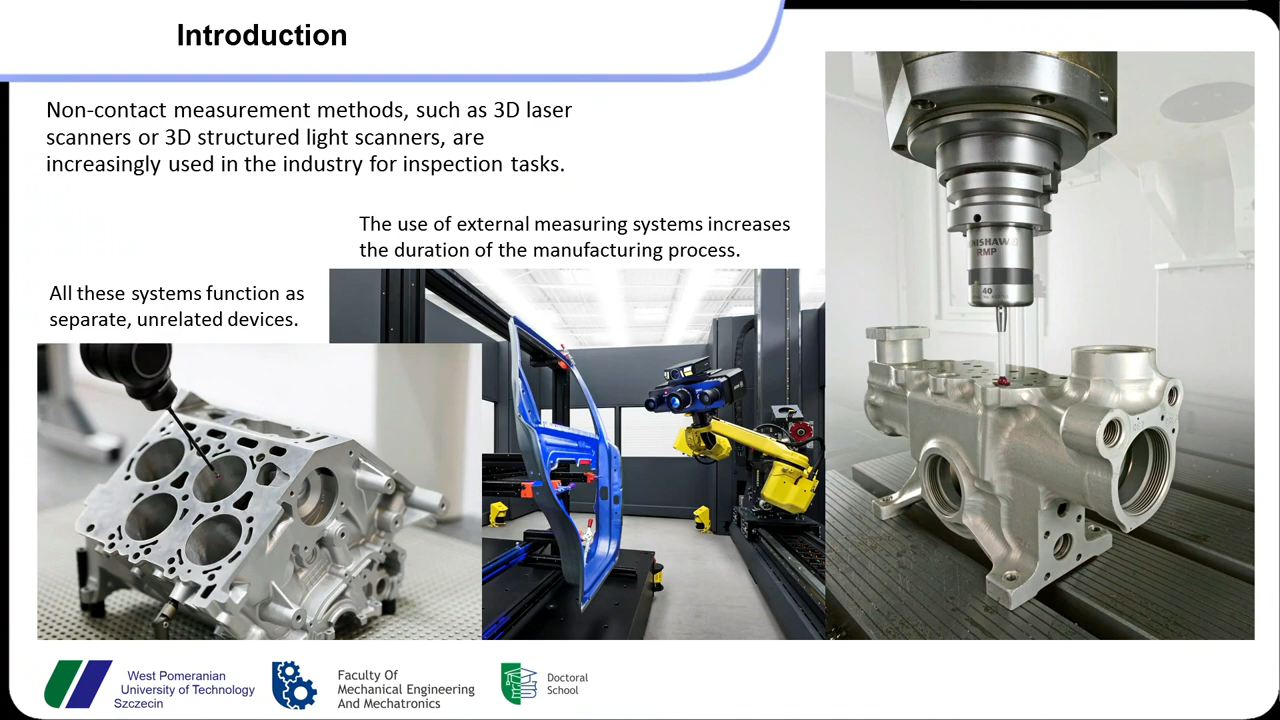 Introduction
Non-contact measurement methods, such as 3D laser
scanners or 3D structured light scanners, are
increasingly used in the industry for inspection tasks.
The use of external measuring systems increases
the duration of the manufacturing process.
All these systems function as
separate, unrelated devices.
RMP
40
West Pomeranian
University of Technology
Szczecin
Faculty Of
Mechanical Engineering
And Mechatronics
Doctoral
School